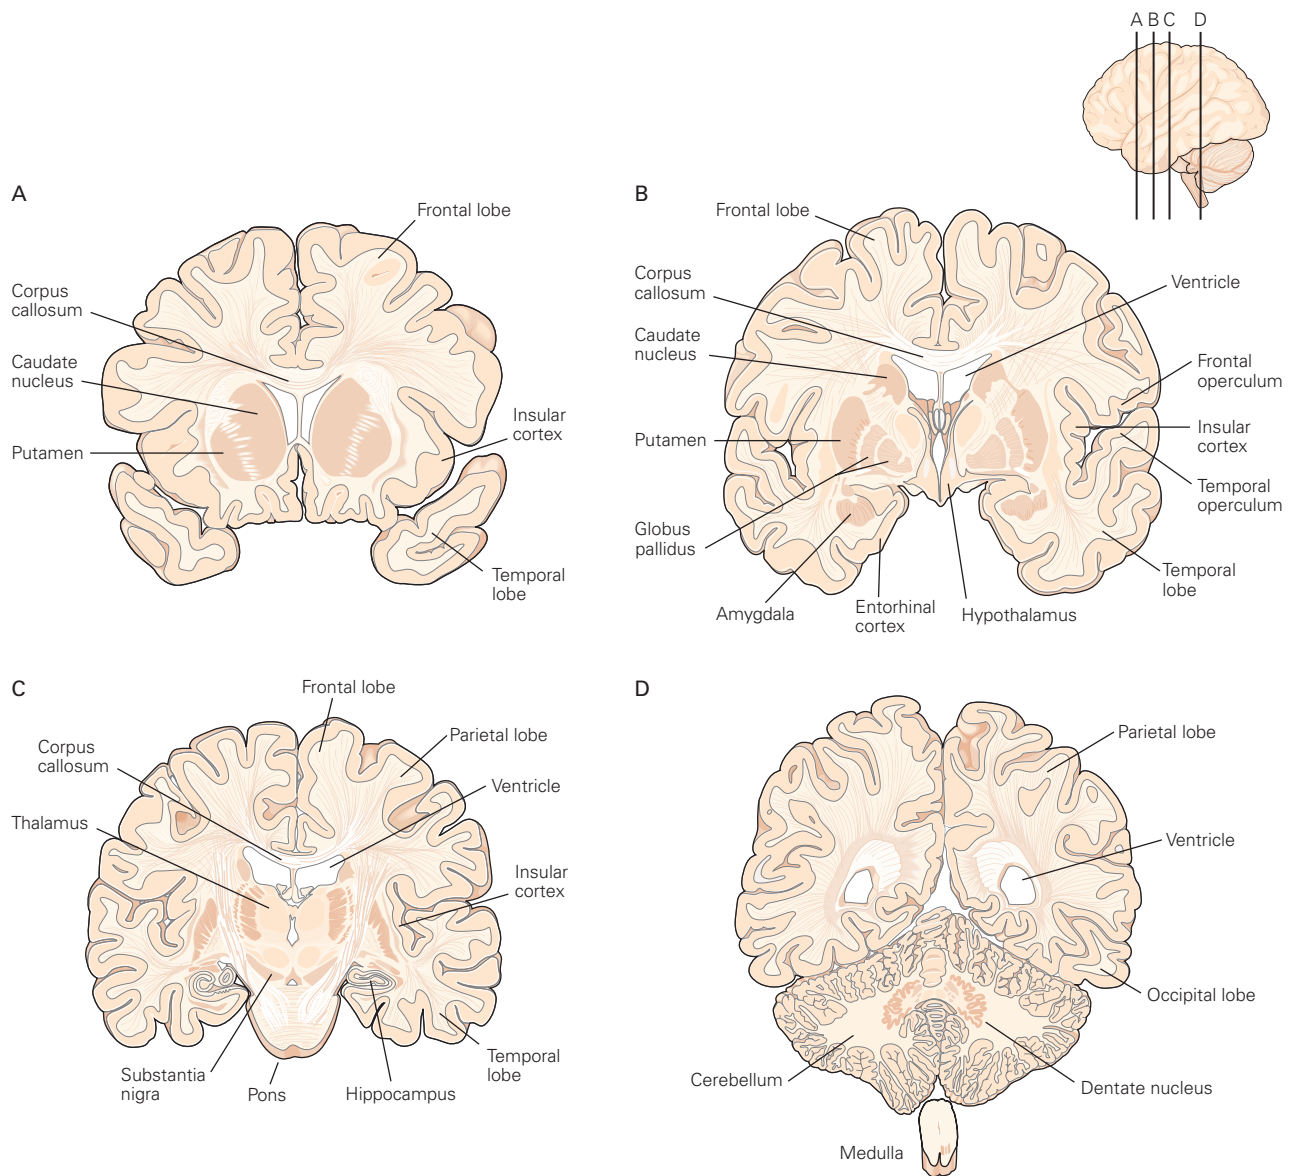 A B C D
A
Frontal lobe
Corpus
callosum
Caudate
nucleus
Putamen
Insular
cortex
Temporal
lobe
B
Frontal lobe
Corpus
callosum
Caudate
nucleus
Putamen
Globus
pallidus
Amygdala
Entorhinal
cortex
Hypothalamus
Ventricle
Frontal
operculum
Insular
cortex
Temporal
operculum
Temporal
lobe
C
Frontal lobe
Parietal lobe
Corpus
callosum
Ventricle
Thalamus
Insular
cortex
Substantia
nigra
Pons
Hippocampus
Temporal
lobe
D
Parietal lobe
Ventricle
Occipital lobe
Cerebellum
Dentate nucleus
Medulla